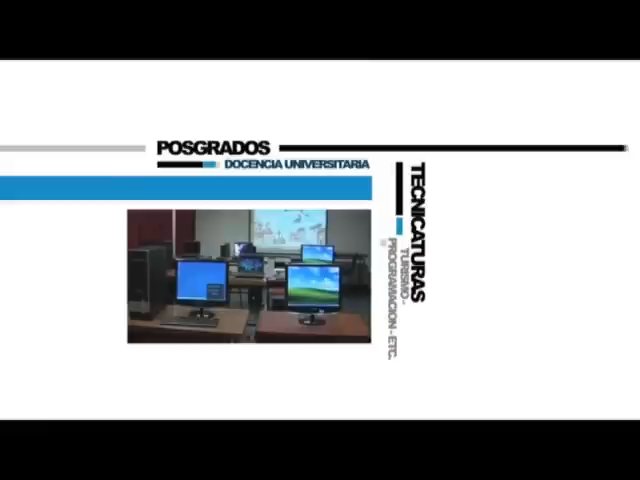 POSGRADOS
DOCENCIA UNIVERSITARIA
TECNICATURAS
TURISMO -
PROGRAMACION - ETC.